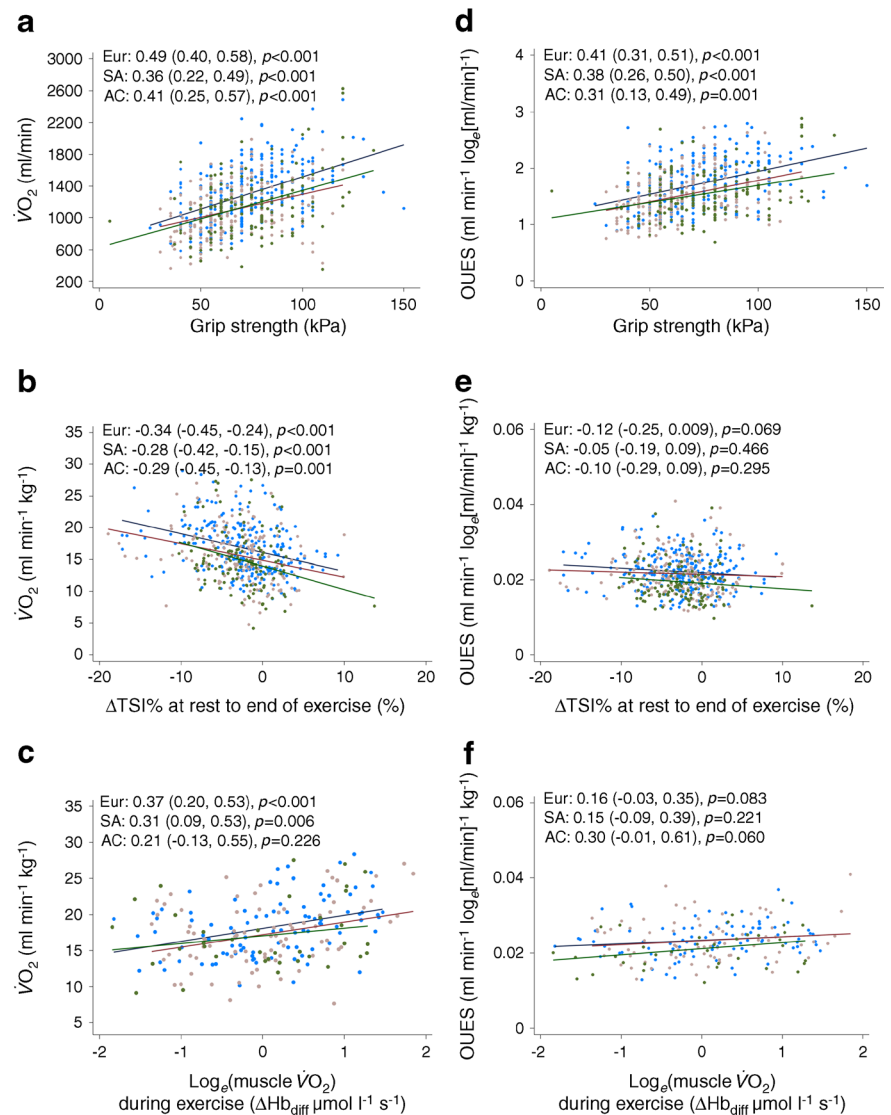 a
Eur: 0.49 (0.40, 0.58), p<0.001
SA: 0.36 (0.22, 0.49), p<0.001
AC: 0.41 (0.25, 0.57), p<0.001
3000
2600
2200
1800
1400
1000
600
200
V̇O₂ (ml/min)
0
50
100
150
Grip strength (kPa)
d
Eur: 0.41 (0.31, 0.51), p<0.001
SA: 0.38 (0.26, 0.50), p<0.001
AC: 0.31 (0.13, 0.49), p=0.001
4
3
2
1
0
OUES (ml min⁻¹ logₑ[ml/min]⁻¹)
0
50
100
150
Grip strength (kPa)
b
Eur: -0.34 (-0.45, -0.24), p<0.001
SA: -0.28 (-0.42, -0.15), p<0.001
AC: -0.29 (-0.45, -0.13), p=0.001
35
30
25
20
15
10
5
0
V̇O₂ (ml min⁻¹ kg⁻¹)
-20
-10
0
10
20
ΔTSI% at rest to end of exercise (%)
e
Eur: -0.12 (-0.25, 0.009), p=0.069
SA: -0.05 (-0.19, 0.09), p=0.466
AC: -0.10 (-0.29, 0.09), p=0.295
0.06
0.04
0.02
0
OUES (ml min⁻¹ logₑ[ml/min]⁻¹ kg⁻¹)
-20
-10
0
10
20
ΔTSI% at rest to end of exercise (%)
c
Eur: 0.37 (0.20, 0.53), p<0.001
SA: 0.31 (0.09, 0.53), p=0.006
AC: 0.21 (-0.13, 0.55), p=0.226
35
30
25
20
15
10
5
V̇O₂ (ml min⁻¹ kg⁻¹)
-2
-1
0
1
2
Logₑ(muscle V̇O₂)
during exercise (ΔHb_diff μmol l⁻¹ s⁻¹)
f
Eur: 0.16 (-0.03, 0.35), p=0.083
SA: 0.15 (-0.09, 0.39), p=0.221
AC: 0.30 (-0.01, 0.61), p=0.060
0.06
0.04
0.02
0
OUES (ml min⁻¹ logₑ[ml/min]⁻¹ kg⁻¹)
-2
-1
0
1
2
Logₑ(muscle V̇O₂)
during exercise (ΔHb_diff μmol l⁻¹ s⁻¹)